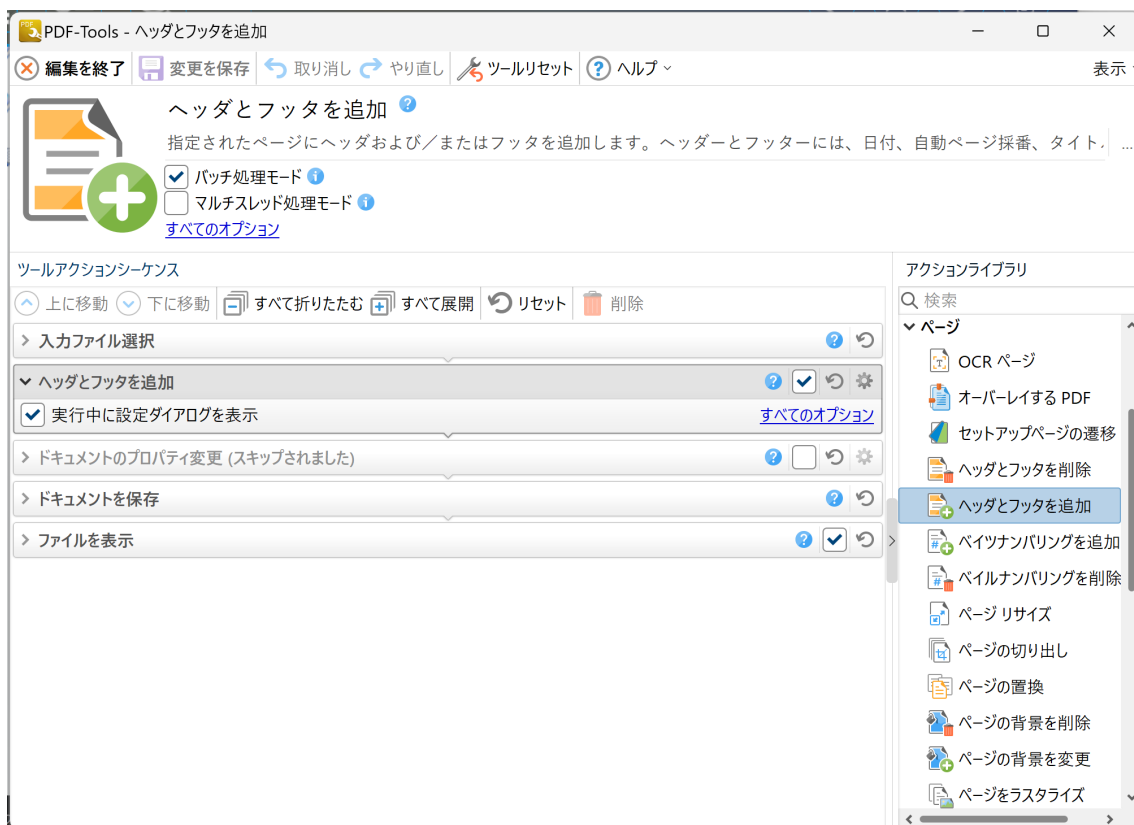 PDF-Tools - ヘッダとフッタを追加
編集を終了 変更を保存 取り消し やり直し ツールリセット ヘルプ 表示
ヘッダとフッタを追加
指定されたページにヘッダおよび／またはフッタを追加します。ヘッダーとフッターには、日付、自動ページ採番、タイト. ...
バッチ処理モード
マルチスレッド処理モード
すべてのオプション
ツールアクションシーケンス
上に移動 下に移動 すべて折りたたむ すべて展開 リセット 削除
入力ファイル選択
ヘッダとフッタを追加
実行中に設定ダイアログを表示 すべてのオプション
ドキュメントのプロパティ変更 (スキップされました)
ドキュメントを保存
ファイルを表示
アクションライブラリ
検索
ページ
OCR ページ
オーバーレイする PDF
セットアップページの遷移
ヘッダとフッタを削除
ヘッダとフッタを追加
ベイツナンバリングを追加
ベイルナンバリングを削除
ページ リサイズ
ページの切り出し
ページの置換
ページの背景を削除
ページの背景を変更
ページをラスタライズ